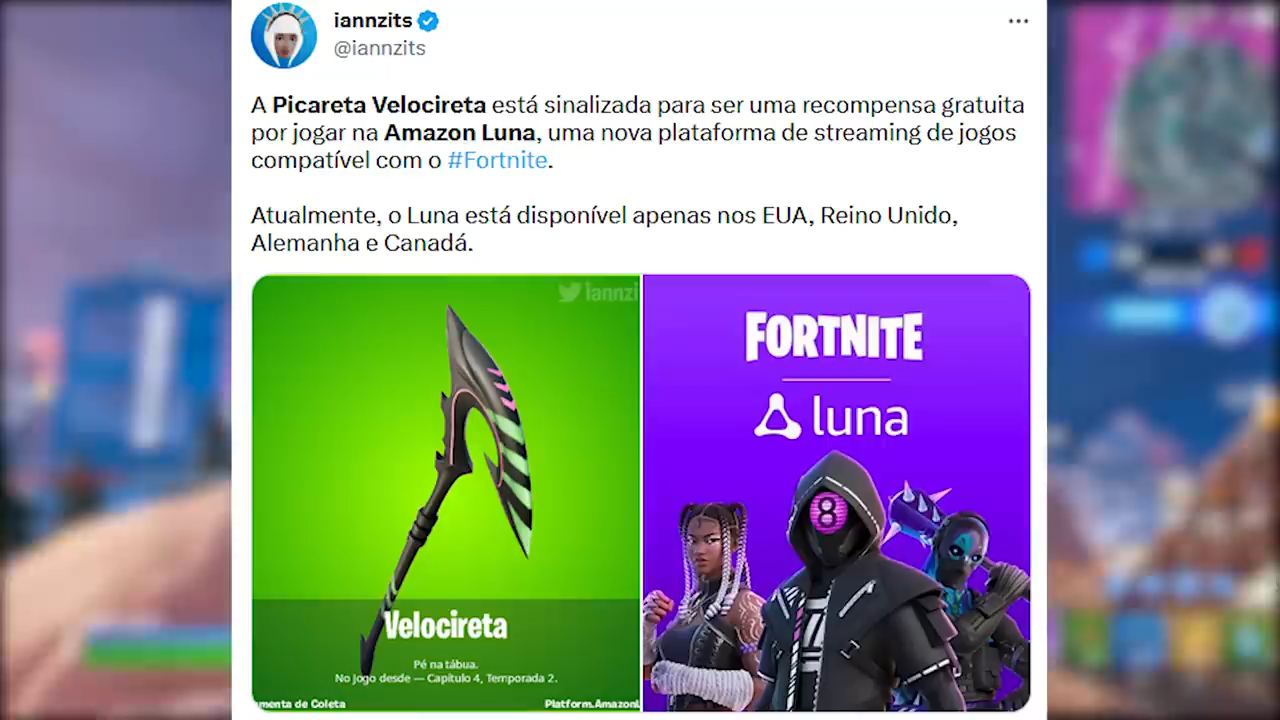 iannzits
@iannzits
A Picareta Velocireta está sinalizada para ser uma recompensa gratuita
por jogar na Amazon Luna, uma nova plataforma de streaming de jogos
compatível com o #Fortnite.
Atualmente, o Luna está disponível apenas nos EUA, Reino Unido,
Alemanha e Canadá.
iannzi
Velocireta
Pé na tábua.
No jogo desde — Capítulo 4, Temporada 2.
menta de Coleta
Platform.AmazonL
FORTNITE
luna
8